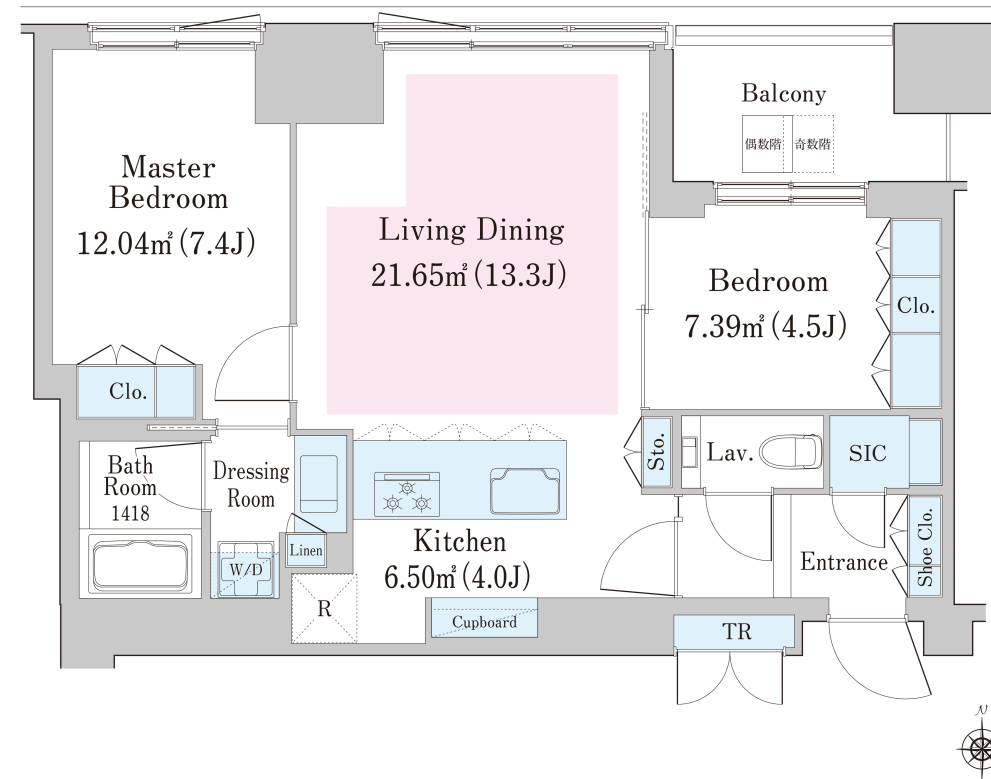 Balcony
偶数階
奇数階
Master
Bedroom
12.04㎡(7.4J)
Living Dining
21.65㎡(13.3J)
Bedroom
7.39㎡(4.5J)
Clo.
Clo.
Bath
Room
1418
Dressing
Room
Sto.
Lav.
SIC
Linen
W/D
Kitchen
6.50㎡(4.0J)
Entrance
Shoe Clo.
R
Cupboard
TR
N